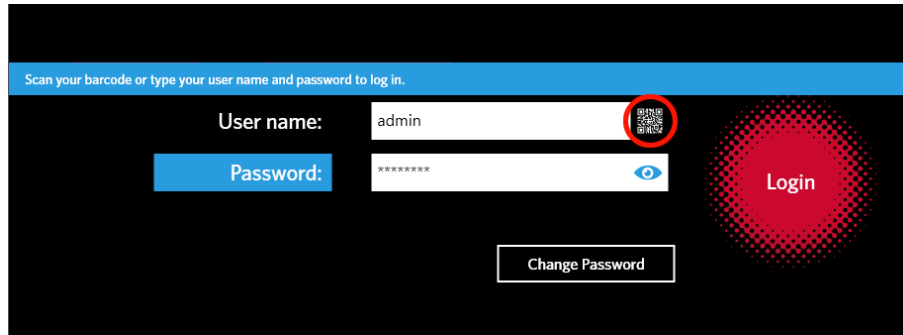 Scan your barcode or type your user name and password to log in.
User name: admin
Password: ********
Login
Change Password